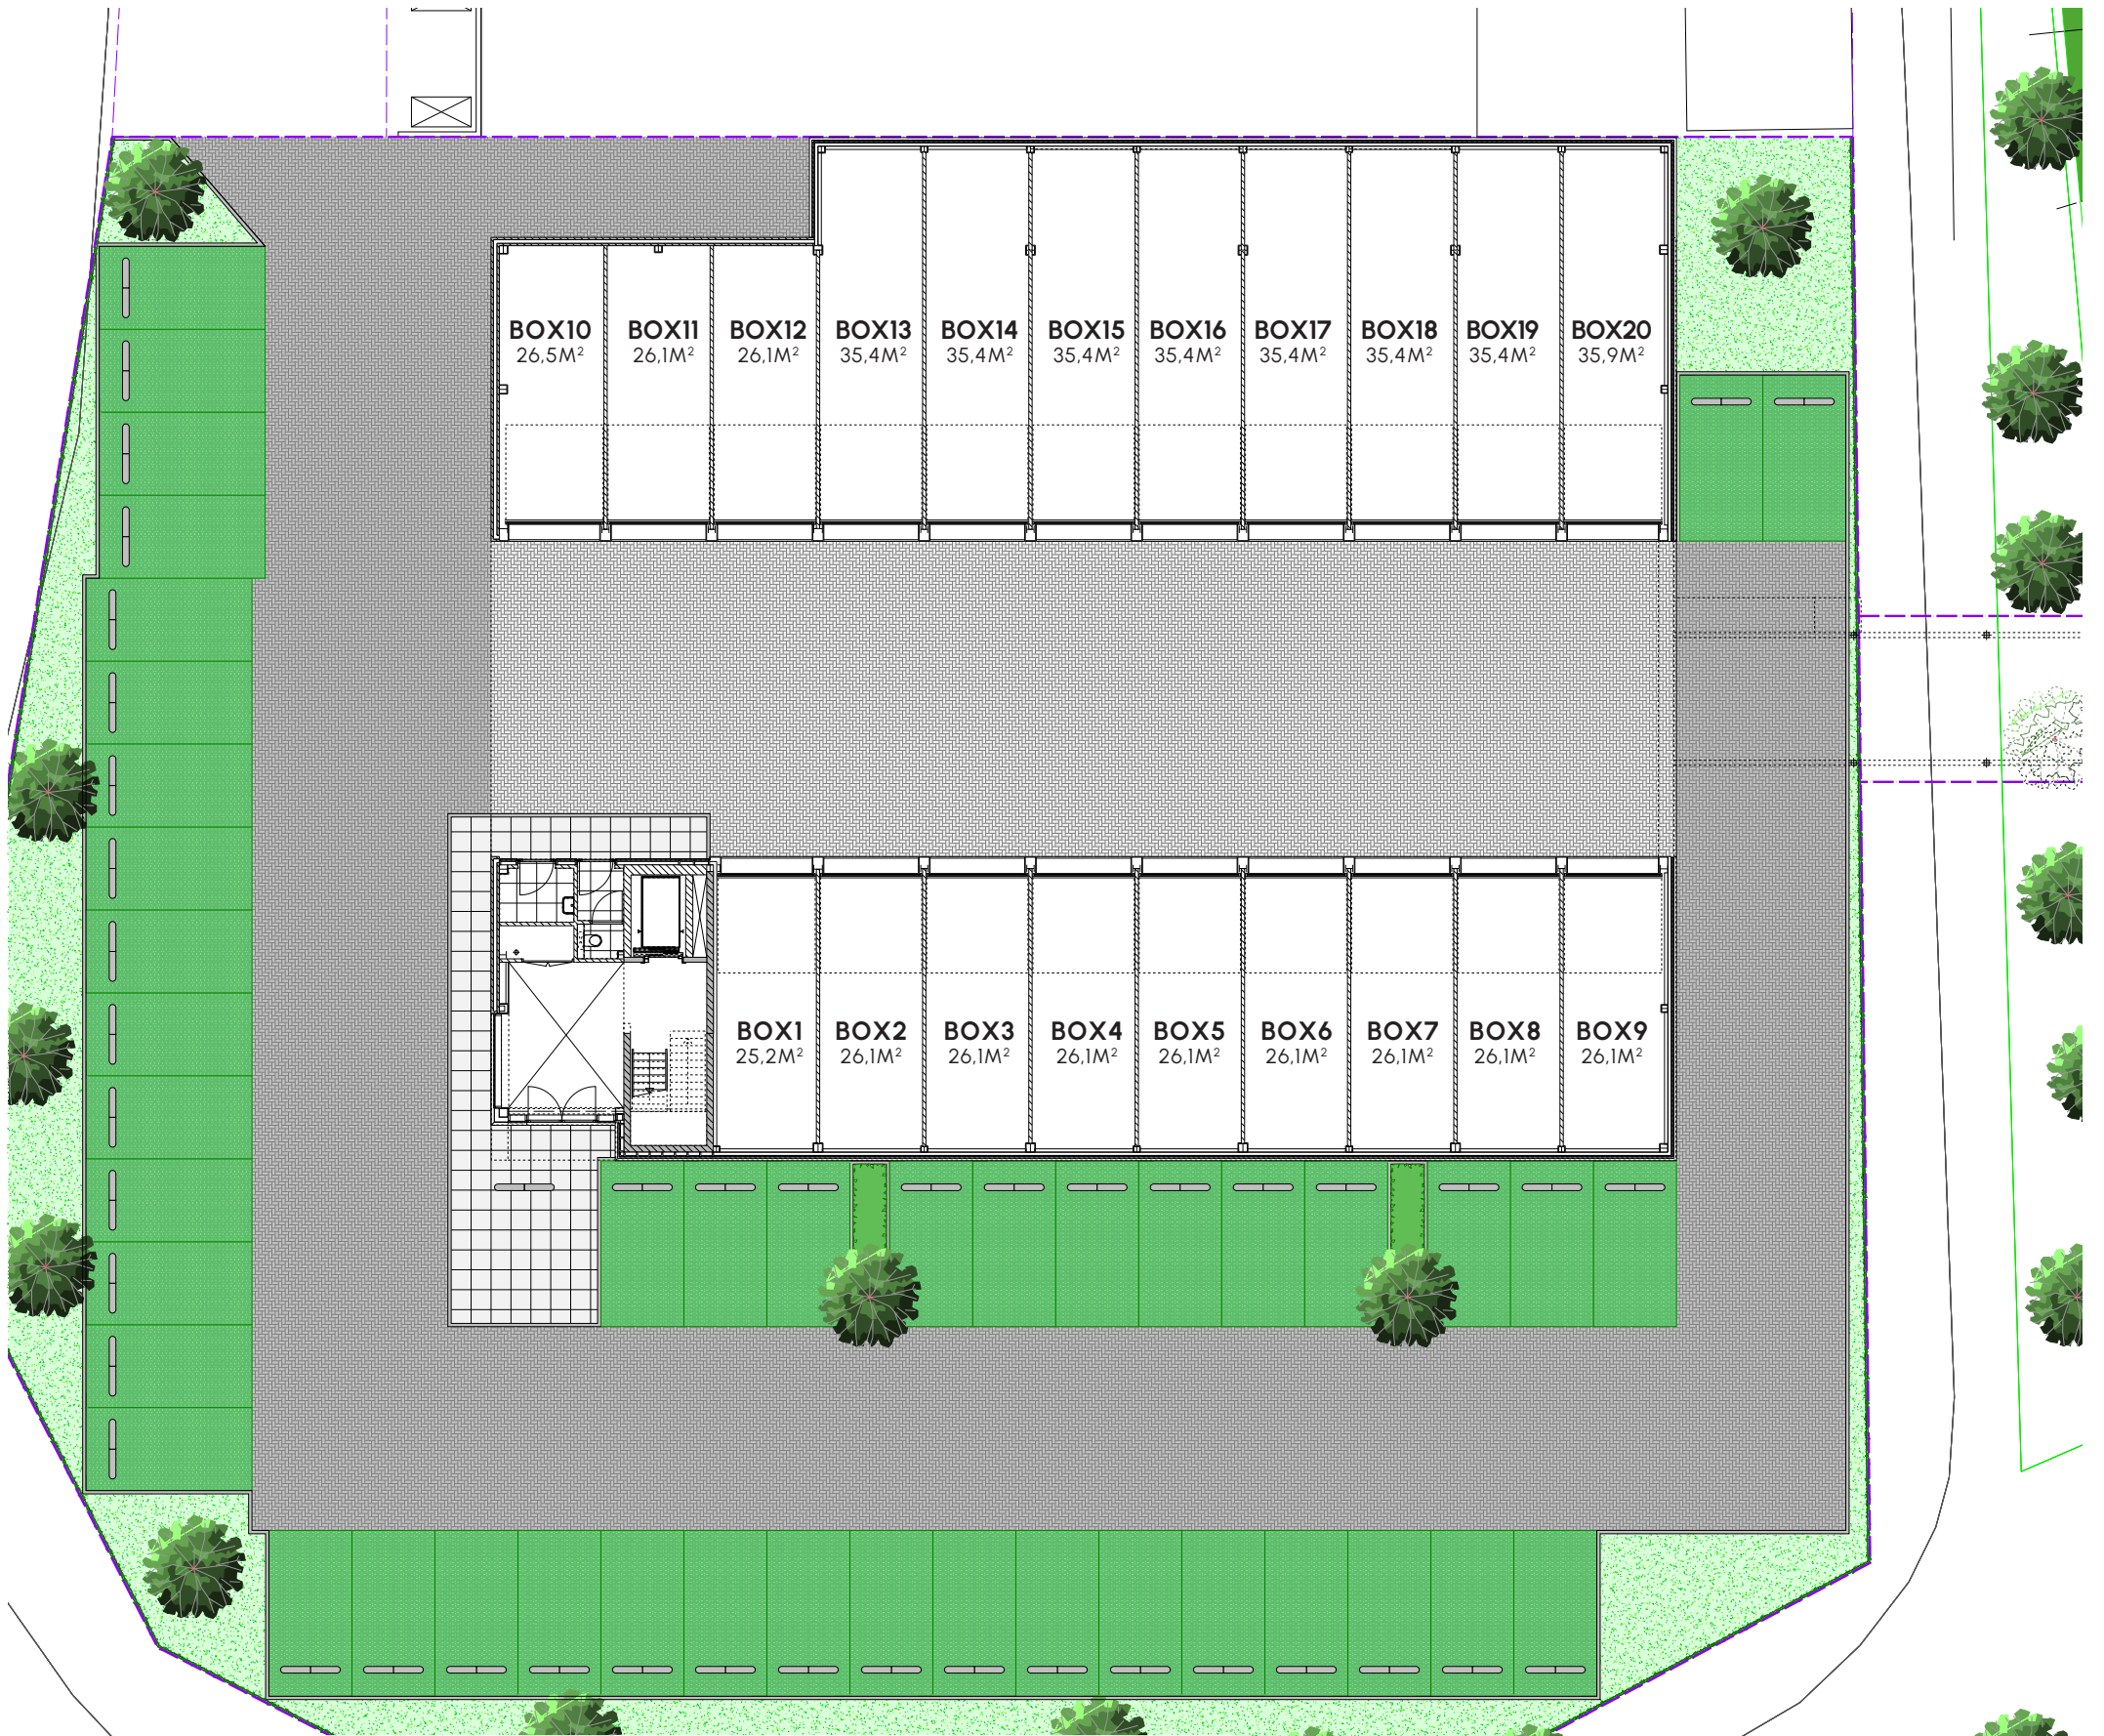 BOX10
26,5M²
BOX11
26,1M²
BOX12
26,1M²
BOX13
35,4M²
BOX14
35,4M²
BOX15
35,4M²
BOX16
35,4M²
BOX17
35,4M²
BOX18
35,4M²
BOX19
35,4M²
BOX20
35,9M²
BOX1
25,2M²
BOX2
26,1M²
BOX3
26,1M²
BOX4
26,1M²
BOX5
26,1M²
BOX6
26,1M²
BOX7
26,1M²
BOX8
26,1M²
BOX9
26,1M²